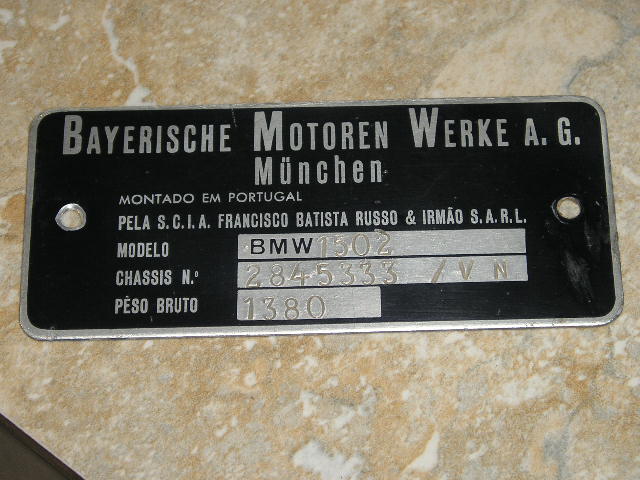 BAYERISCHE MOTOREN WERKE A. G.
München
MONTADO EM PORTUGAL
PELA S.C.I.A. FRANCISCO BATISTA RUSSO & IRMÃO S.A.R.L.
MODELO BMW 1502
CHASSIS N.º 2845333 /VN
PÊSO BRUTO 1380